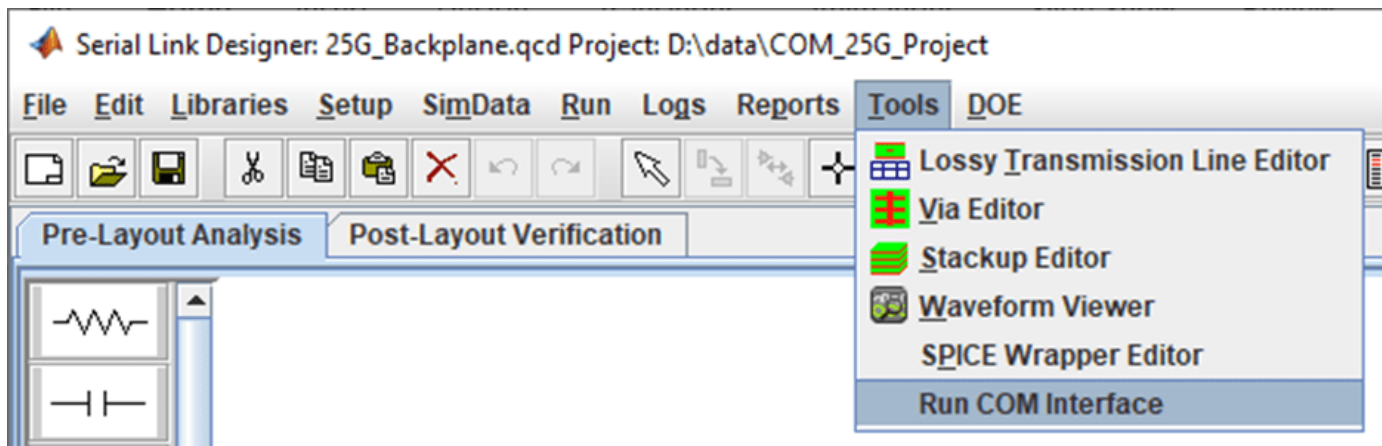 Serial Link Designer: 25G_Backplane.qcd Project: D:\data\COM_25G_Project
File Edit Libraries Setup SimData Run Logs Reports Tools DOE
Lossy Transmission Line Editor
Via Editor
Stackup Editor
Waveform Viewer
SPICE Wrapper Editor
Run COM Interface
Pre-Layout Analysis Post-Layout Verification